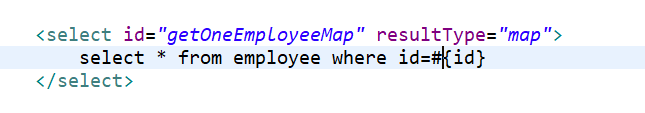 <select id="getOneEmployeeMap" resultType="map">
select * from employee where id=#{id}
</select>